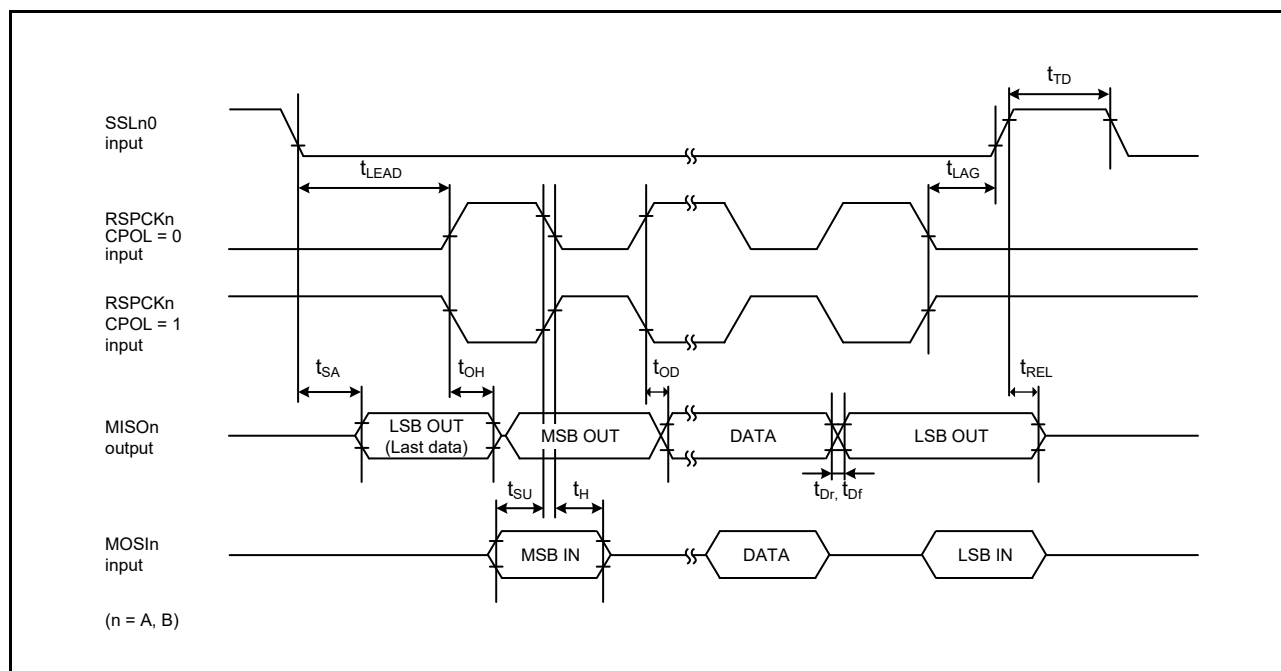 tTD
SSLn0
input
tLEAD
tLAG
RSPCKn
CPOL = 0
input
RSPCKn
CPOL = 1
input
tSA
tOH
tOD
tREL
MISOn
output
LSB OUT
(Last data)
MSB OUT
DATA
LSB OUT
tSU
tH
tDr, tDf
MOSIn
input
MSB IN
DATA
LSB IN
(n = A, B)